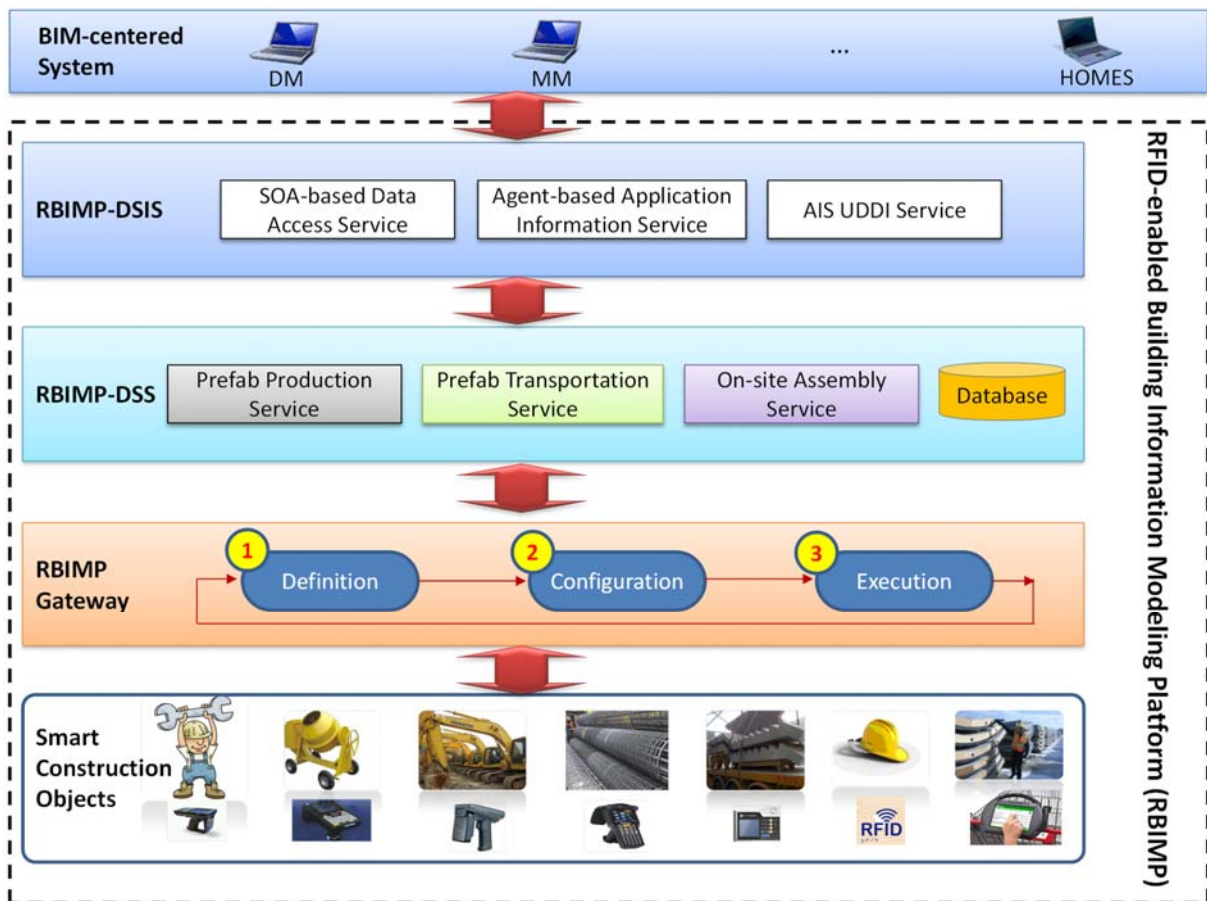 BIM-centered
System
DM
MM
...
HOMES
RBIMP-DSIS
SOA-based Data
Access Service
Agent-based Application
Information Service
AIS UDDI Service
RBIMP-DSS
Prefab Production
Service
Prefab Transportation
Service
On-site Assembly
Service
Database
RBIMP
Gateway
1
Definition
2
Configuration
3
Execution
Smart
Construction
Objects
RFID
RFID-enabled Building Information Modeling Platform (RBIMP)